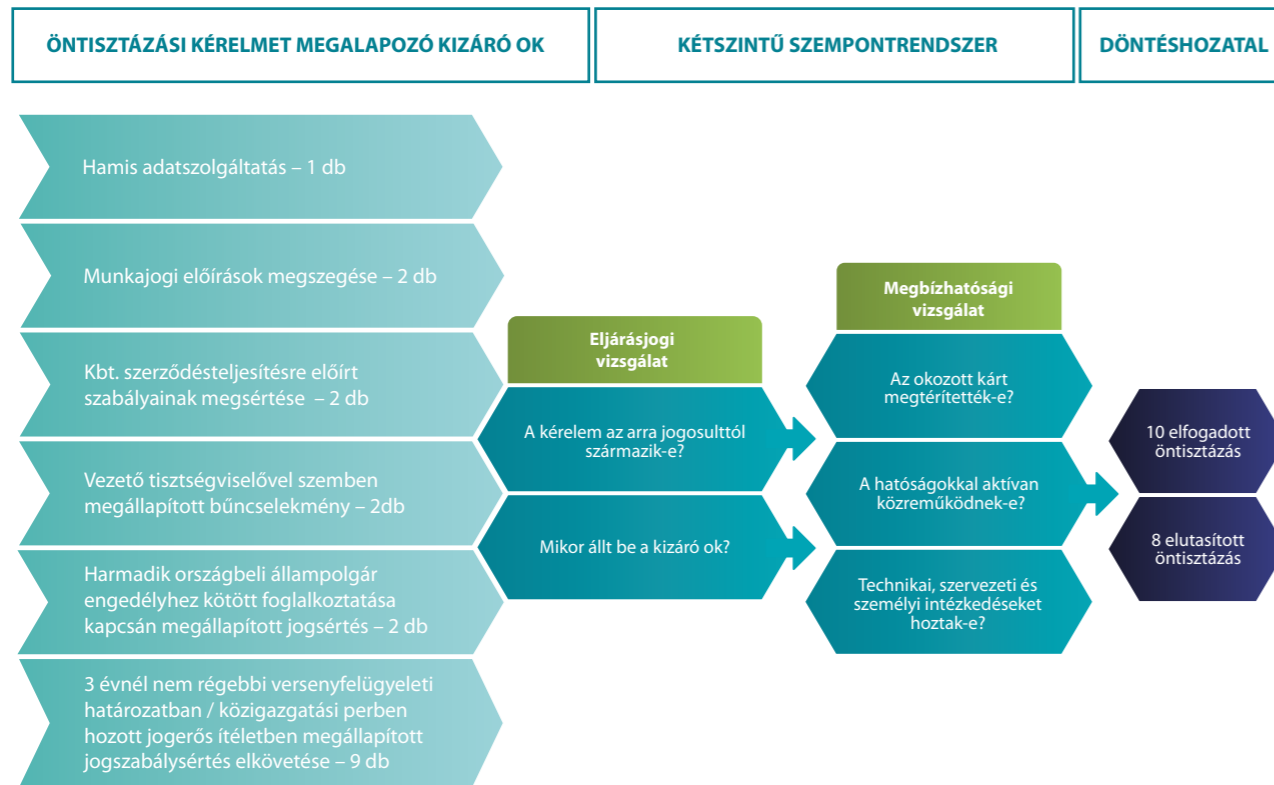 ÖNTISZTÁZÁSI KÉRELMET MEGALAPOZÓ KIZÁRÓ OK
KÉTSZINTŰ SZEMPONTRENDSZER
DÖNTÉSHOZATAL
Hamis adatszolgáltatás – 1 db
Munkajogi előírások megszegése – 2 db
Kbt. szerződésteljesítésre előírt
szabályainak megsértése – 2 db
Vezető tisztségviselővel szemben
megállapított bűncselekmény – 2db
Harmadik országbeli állampolgár
engedélyhez kötött foglalkoztatása
kapcsán megállapított jogsértés – 2 db
3 évnél nem régebbi versenyfelügyeleti
határozatban / közigazgatási perben
hozott jogerős ítéletben megállapított
jogszabálysértés elkövetése – 9 db
Eljárásjogi
vizsgálat
A kérelem az arra jogosulttól
származik-e?
Mikor állt be a kizáró ok?
Megbízhatósági
vizsgálat
Az okozott kárt
megtérítették-e?
A hatóságokkal aktívan
közreműködnek-e?
Technikai, szervezeti és
személyi intézkedéseket
hoztak-e?
10 elfogadott
öntisztázás
8 elutasított
öntisztázás